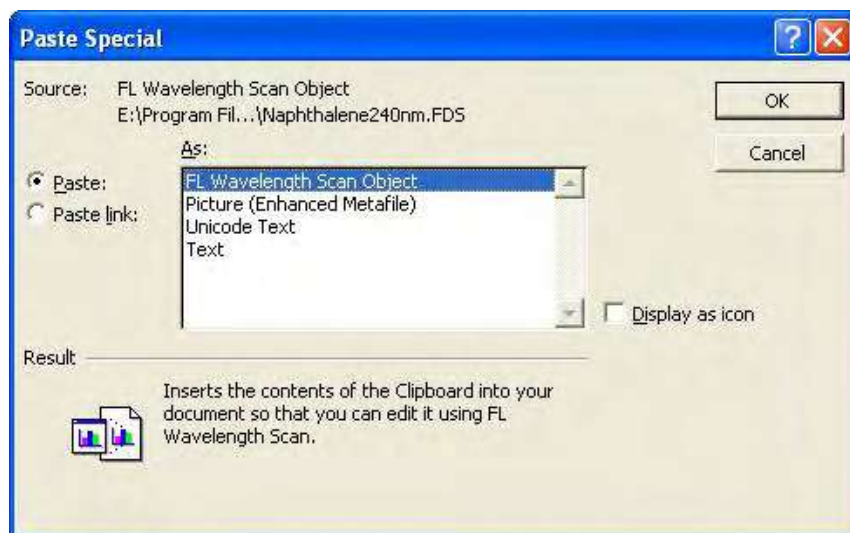 Paste Special
Source: FL Wavelength Scan Object
E:\Program Fil...\Naphthalene240nm.FDS
OK
Cancel
As:
Paste:
Paste link:
FL Wavelength Scan Object
Picture (Enhanced Metafile)
Unicode Text
Text
Display as icon
Result
Inserts the contents of the Clipboard into your
document so that you can edit it using FL
Wavelength Scan.